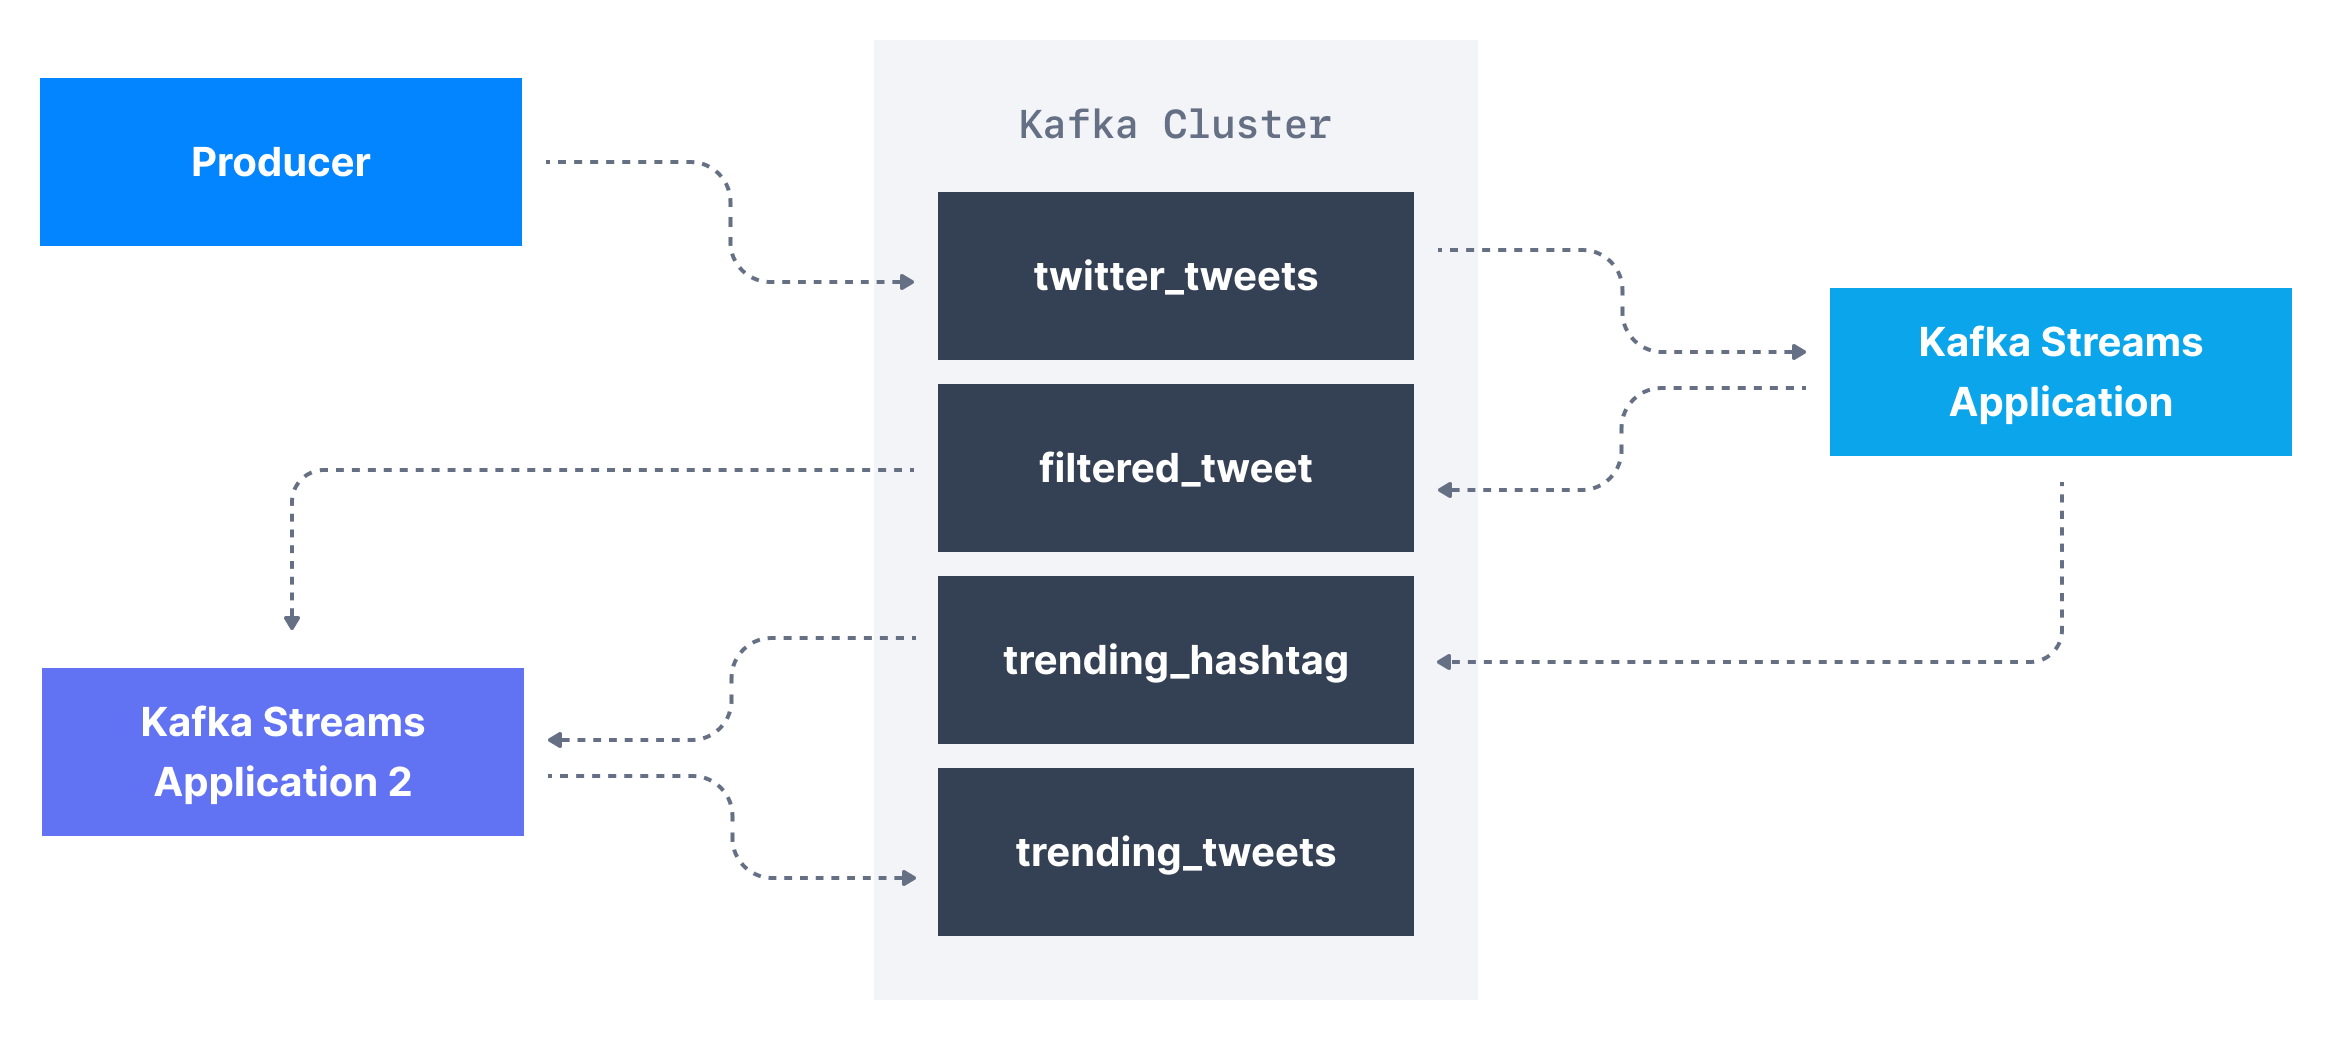 Producer
Kafka Cluster
twitter_tweets
filtered_tweet
trending_hashtag
trending_tweets
Kafka Streams
Application
Kafka Streams
Application 2